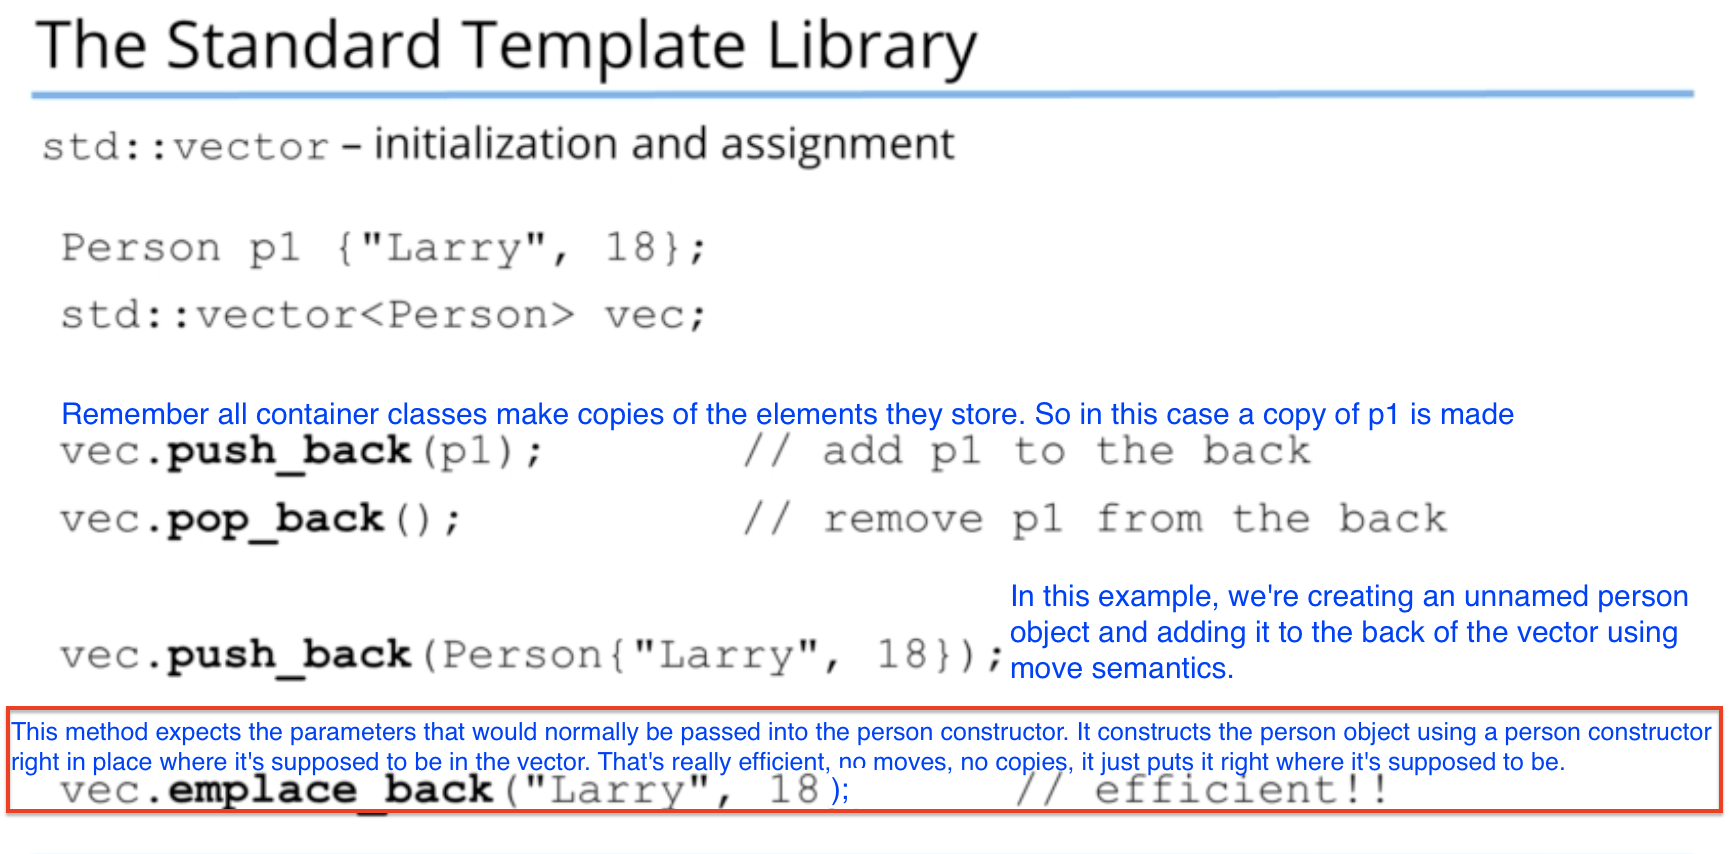 The Standard Template Library
std::vector – initialization and assignment
Person p1 {"Larry", 18};
std::vector<Person> vec;
Remember all container classes make copies of the elements they store. So in this case a copy of p1 is made
vec.push_back(p1); // add p1 to the back
vec.pop_back(); // remove p1 from the back
In this example, we're creating an unnamed person
object and adding it to the back of the vector using
vec.push_back(Person{"Larry", 18});
move semantics.
This method expects the parameters that would normally be passed into the person constructor. It constructs the person object using a person constructor
right in place where it's supposed to be in the vector. That's really efficient, no moves, no copies, it just puts it right where it's supposed to be.
vec.emplace_back("Larry", 18 ); // efficient!!